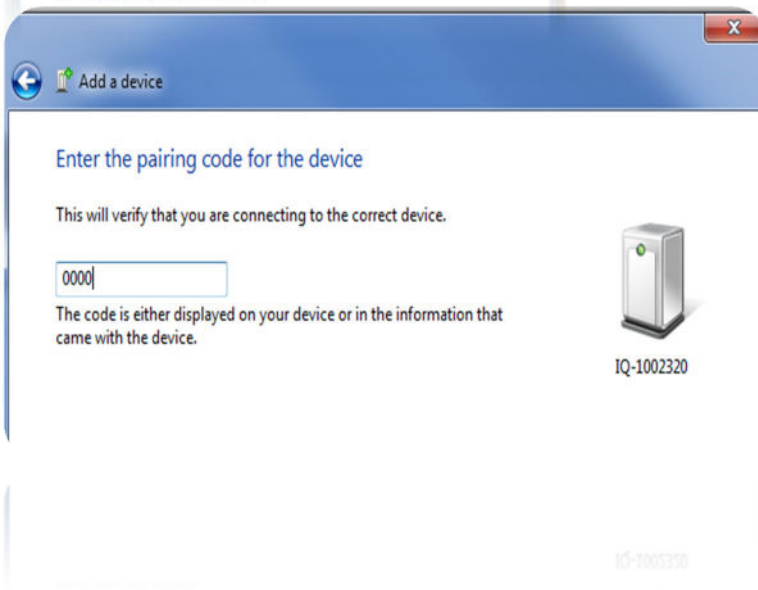 X
Add a device
Enter the pairing code for the device
This will verify that you are connecting to the correct device.
0000
The code is either displayed on your device or in the information that
came with the device.
IQ-1002320